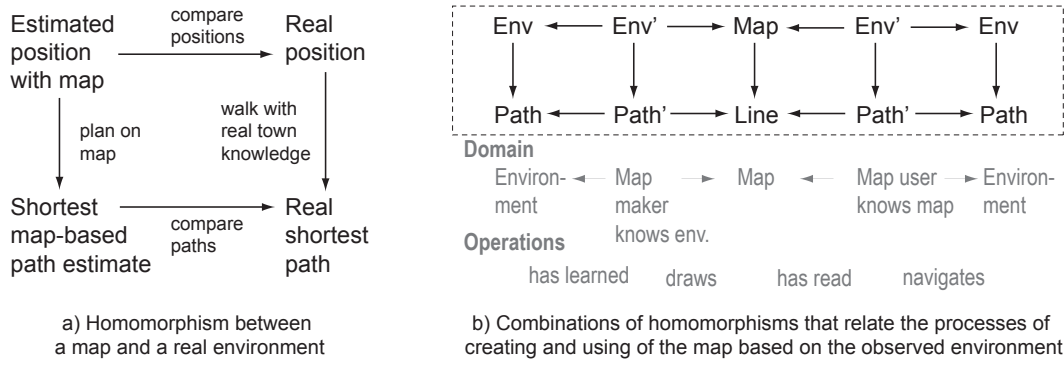 Estimated
position
with map
compare
positions
Real
position
plan on
map
walk with
real town
knowledge
Shortest
map-based
path estimate
compare
paths
Real
shortest
path
a) Homomorphism between
a map and a real environment
Env Env' Map Env' Env
Path Path' Line Path' Path
Domain
Environ-
ment
Map
maker
knows env.
Map
Map user
knows map
Environ-
ment
Operations
has learned draws has read navigates
b) Combinations of homomorphisms that relate the processes of
creating and using of the map based on the observed environment